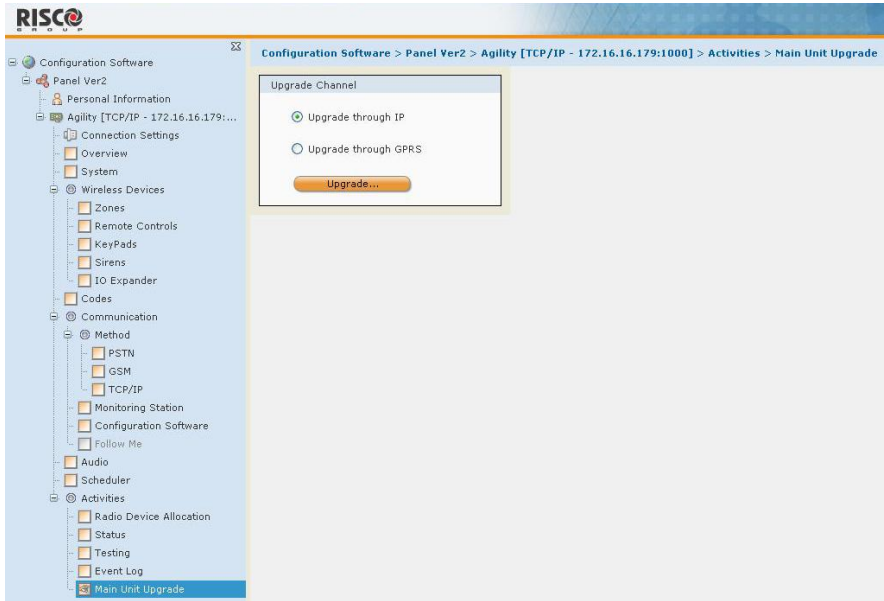 RISCO
GROUP
Configuration Software > Panel Ver2 > Agility [TCP/IP - 172.16.16.179:1000] > Activities > Main Unit Upgrade
Configuration Software
Panel Ver2
Personal Information
Agility [TCP/IP - 172.16.16.179:...
Connection Settings
Overview
System
Wireless Devices
Zones
Remote Controls
KeyPads
Sirens
IO Expander
Codes
Communication
Method
PSTN
GSM
TCP/IP
Monitoring Station
Configuration Software
Follow Me
Audio
Scheduler
Activities
Radio Device Allocation
Status
Testing
Event Log
Main Unit Upgrade
Upgrade Channel
Upgrade through IP
Upgrade through GPRS
Upgrade...